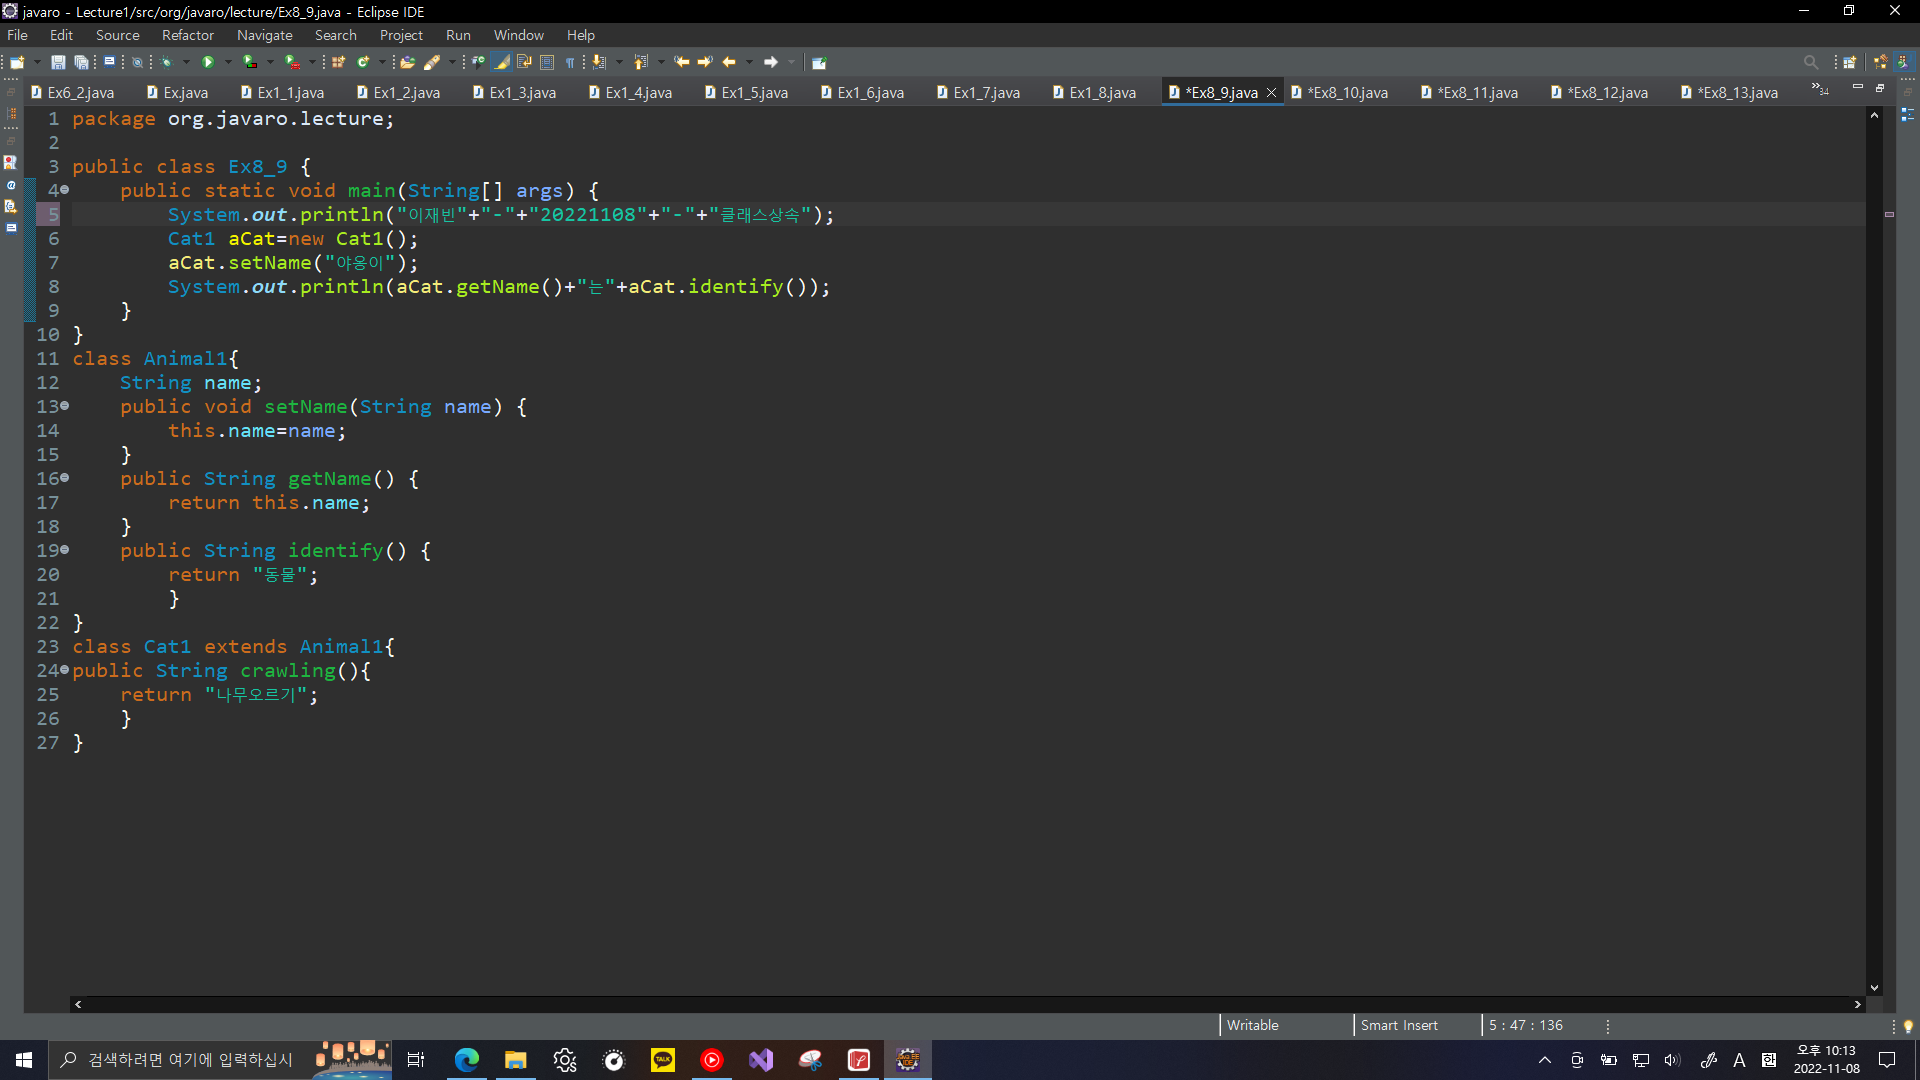 javaro - Lecture1/src/org/javaro/lecture/Ex8_9.java - Eclipse IDE
File Edit Source Refactor Navigate Search Project Run Window Help
Ex6_2.java Ex.java Ex1_1.java Ex1_2.java Ex1_3.java Ex1_4.java Ex1_5.java Ex1_6.java Ex1_7.java Ex1_8.java *Ex8_9.java *Ex8_10.java *Ex8_11.java *Ex8_12.java *Ex8_13.java »34
1 package org.javaro.lecture;
2
3 public class Ex8_9 {
4 public static void main(String[] args) {
5 System.out.println("이재빈"+"-"+"20221108"+"-"+"클래스상속");
6 Cat1 aCat=new Cat1();
7 aCat.setName("야옹이");
8 System.out.println(aCat.getName()+"는"+aCat.identify());
9 }
10 }
11 class Animal1{
12 String name;
13 public void setName(String name) {
14 this.name=name;
15 }
16 public String getName() {
17 return this.name;
18 }
19 public String identify() {
20 return "동물";
21 }
22 }
23 class Cat1 extends Animal1{
24 public String crawling(){
25 return "나무오르기";
26 }
27 }
Writable Smart Insert 5 : 47 : 136
검색하려면 여기에 입력하십시
TALK
JAVA EE IDE
A
오후 10:13
2022-11-08